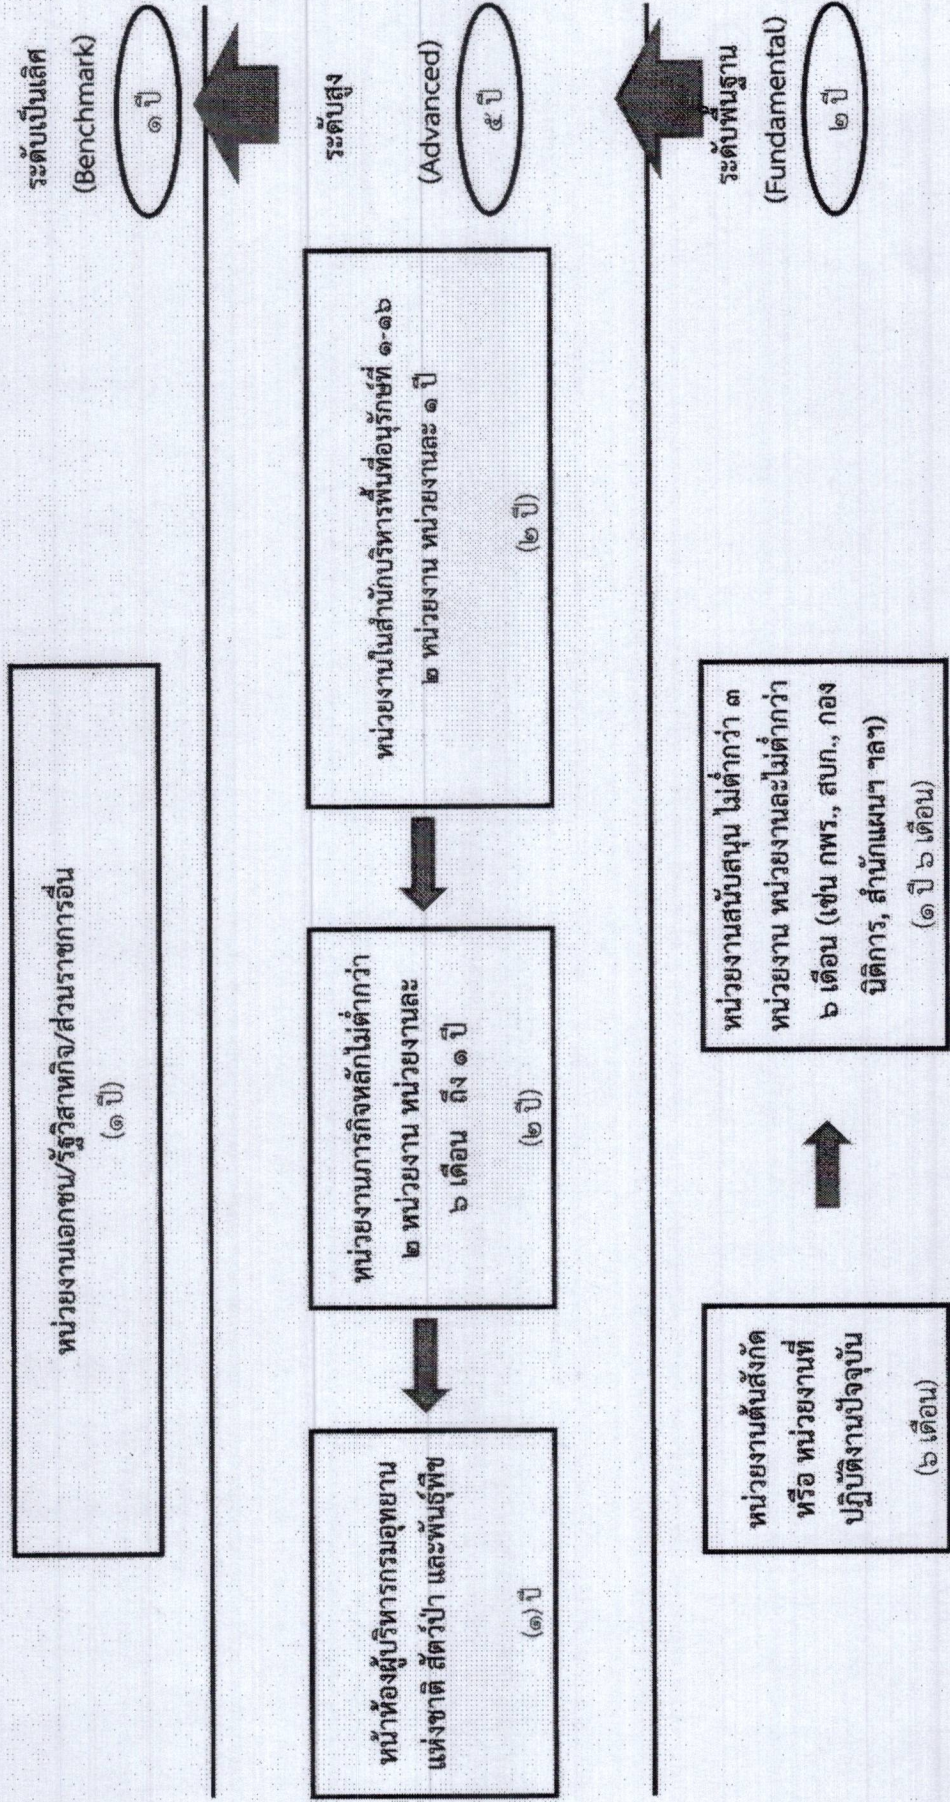 ระดับเป็นเลิศ
(Benchmark)
๑ ปี
หน่วยงานเอกชน/รัฐวิสาหกิจ/ส่วนราชการอื่น
(๑ ปี)
ระดับสูง
(Advanced)
๕ ปี
หน้าห้องผู้บริหารกรมอุทยาน
แห่งชาติ สัตว์ป่า และพันธุ์พืช
(๑) ปี
หน่วยงานภารกิจหลักไม่ต่ำกว่า
๒ หน่วยงาน หน่วยงานละ
๖ เดือน ถึง ๑ ปี
(๒ ปี)
หน่วยงานในสำนักบริหารพื้นที่อนุรักษ์ที่ ๑-๑๖
๒ หน่วยงาน หน่วยงานละ ๑ ปี
(๒ ปี)
ระดับพื้นฐาน
(Fundamental)
๒ ปี
หน่วยงานต้นสังกัด
หรือ หน่วยงานที่
ปฏิบัติงานปัจจุบัน
(๖ เดือน)
หน่วยงานสนับสนุน ไม่ต่ำกว่า ๓
หน่วยงาน หน่วยงานละไม่ต่ำกว่า
๖ เดือน (เช่น กพร., สบก., กอง
นิติการ, สำนักแผนฯ ฯลฯ)
(๑ ปี ๖ เดือน)